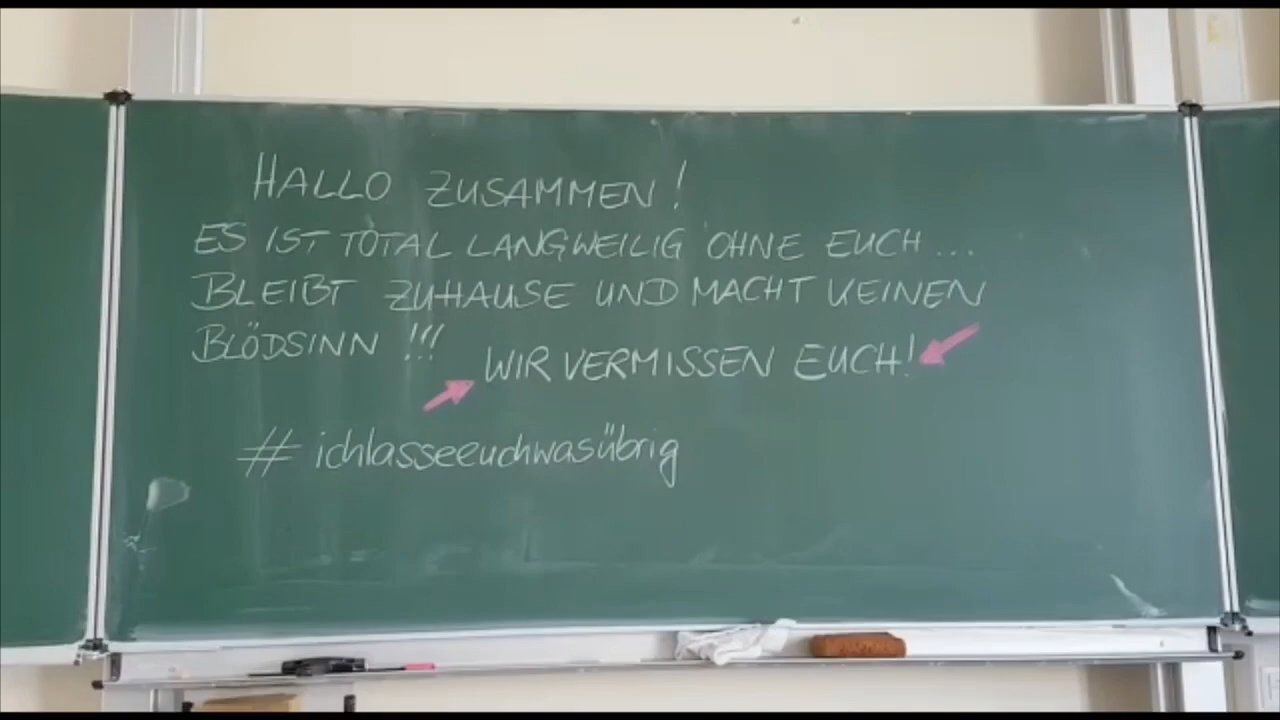 HALLO ZUSAMMEN!
ES IST TOTAL LANGWEILIG OHNE EUCH...
BLEIBT ZUHAUSE UND MACHT KEINEN
BLÖDSINN !!!
WIR VERMISSEN EUCH!
# ichlasseeuchwasübrig